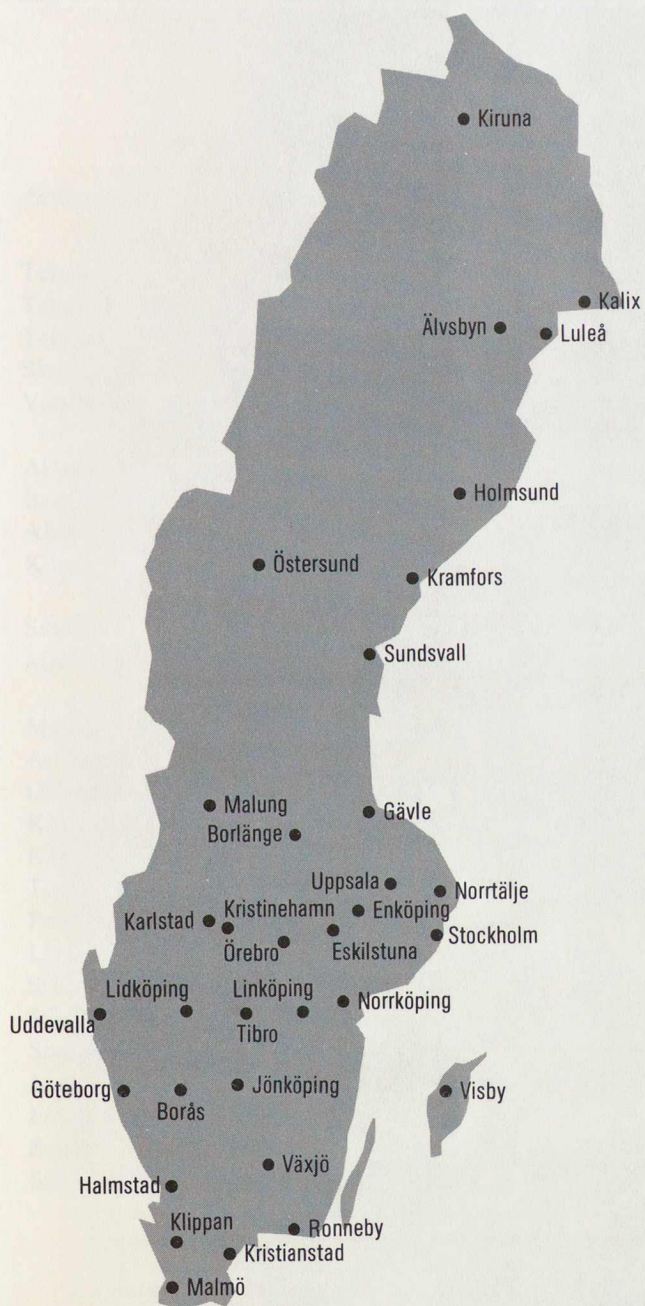 Kiruna
Kalix
Älvsbyn
Luleå
Holmsund
Östersund
Kramfors
Sundsvall
Malung
Gävle
Borlänge
Uppsala
Norrtälje
Kristinehamn
Enköping
Karlstad
Stockholm
Örebro
Eskilstuna
Lidköping
Linköping
Norrköping
Uddevalla
Tibro
Göteborg
Jönköping
Visby
Borås
Växjö
Halmstad
Klippan
Ronneby
Kristianstad
Malmö